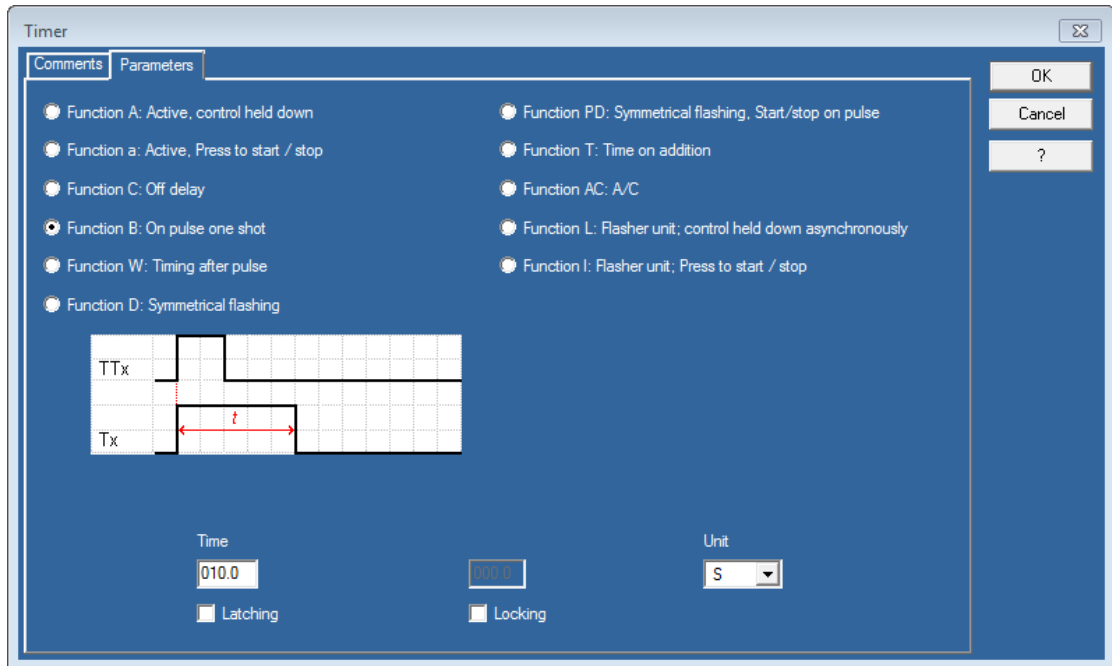 Timer
Comments
Parameters
OK
Cancel
?
Function A: Active, control held down
Function a: Active, Press to start / stop
Function C: Off delay
Function B: On pulse one shot
Function W: Timing after pulse
Function D: Symmetrical flashing
Function PD: Symmetrical flashing, Start/stop on pulse
Function T: Time on addition
Function AC: A/C
Function L: Flasher unit; control held down asynchronously
Function I: Flasher unit; Press to start / stop
TTx
t
Tx
Time
010.0
000.0
Unit
S
Latching
Locking